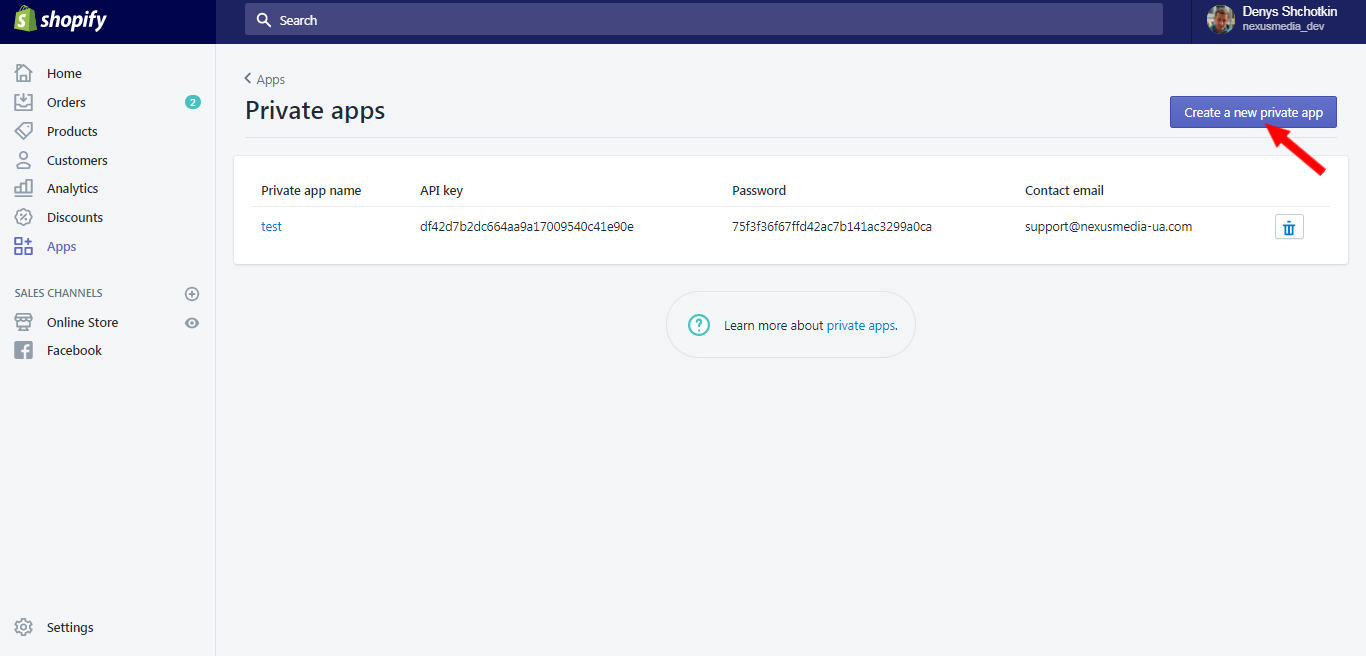 shopify
Search
Denys Shchotkin
nexusmedia_dev
Home
Orders 2
Products
Customers
Analytics
Discounts
Apps
SALES CHANNELS
Online Store
Facebook
Settings
Apps
Private apps
Create a new private app
Private app name API key Password Contact email
test df42d7b2dc664aa9a17009540c41e90e 75f3f36f67ffd42ac7b141ac3299a0ca support@nexusmedia-ua.com
? Learn more about private apps.